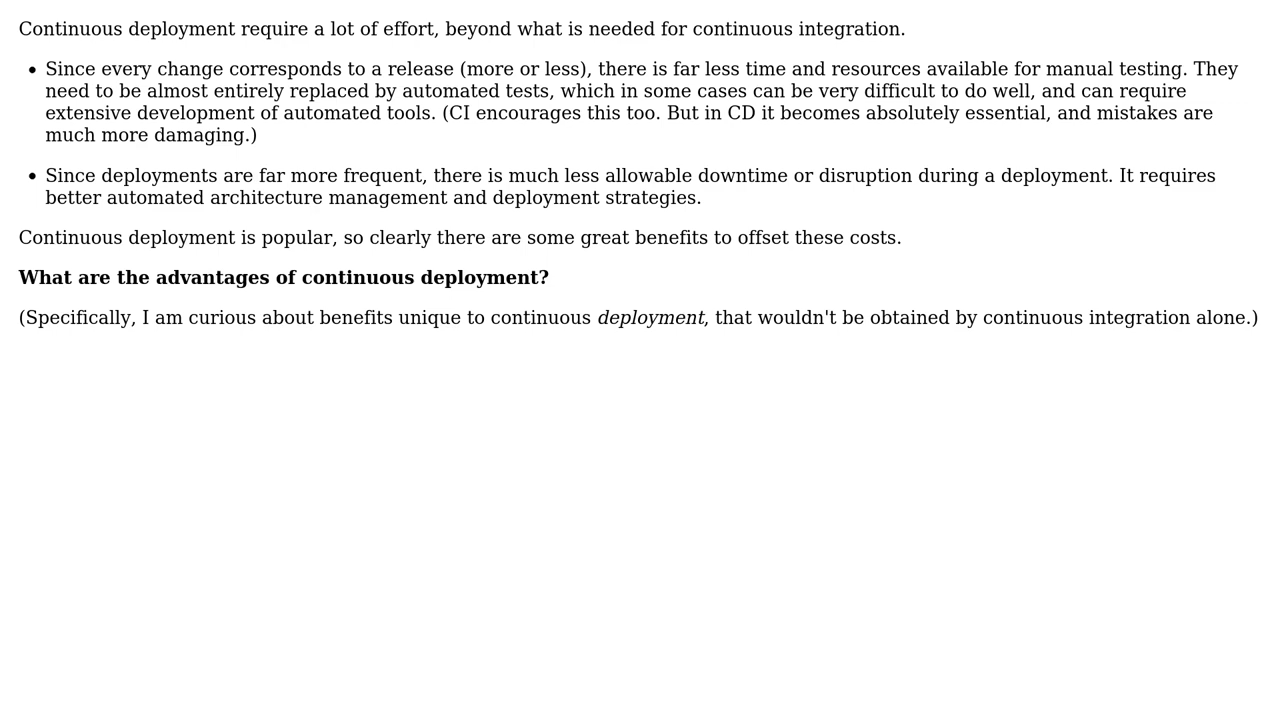 Continuous deployment require a lot of effort, beyond what is needed for continuous integration.
• Since every change corresponds to a release (more or less), there is far less time and resources available for manual testing. They
need to be almost entirely replaced by automated tests, which in some cases can be very difficult to do well, and can require
extensive development of automated tools. (CI encourages this too. But in CD it becomes absolutely essential, and mistakes are
much more damaging.)
• Since deployments are far more frequent, there is much less allowable downtime or disruption during a deployment. It requires
better automated architecture management and deployment strategies.
Continuous deployment is popular, so clearly there are some great benefits to offset these costs.
What are the advantages of continuous deployment?
(Specifically, I am curious about benefits unique to continuous deployment, that wouldn't be obtained by continuous integration alone.)